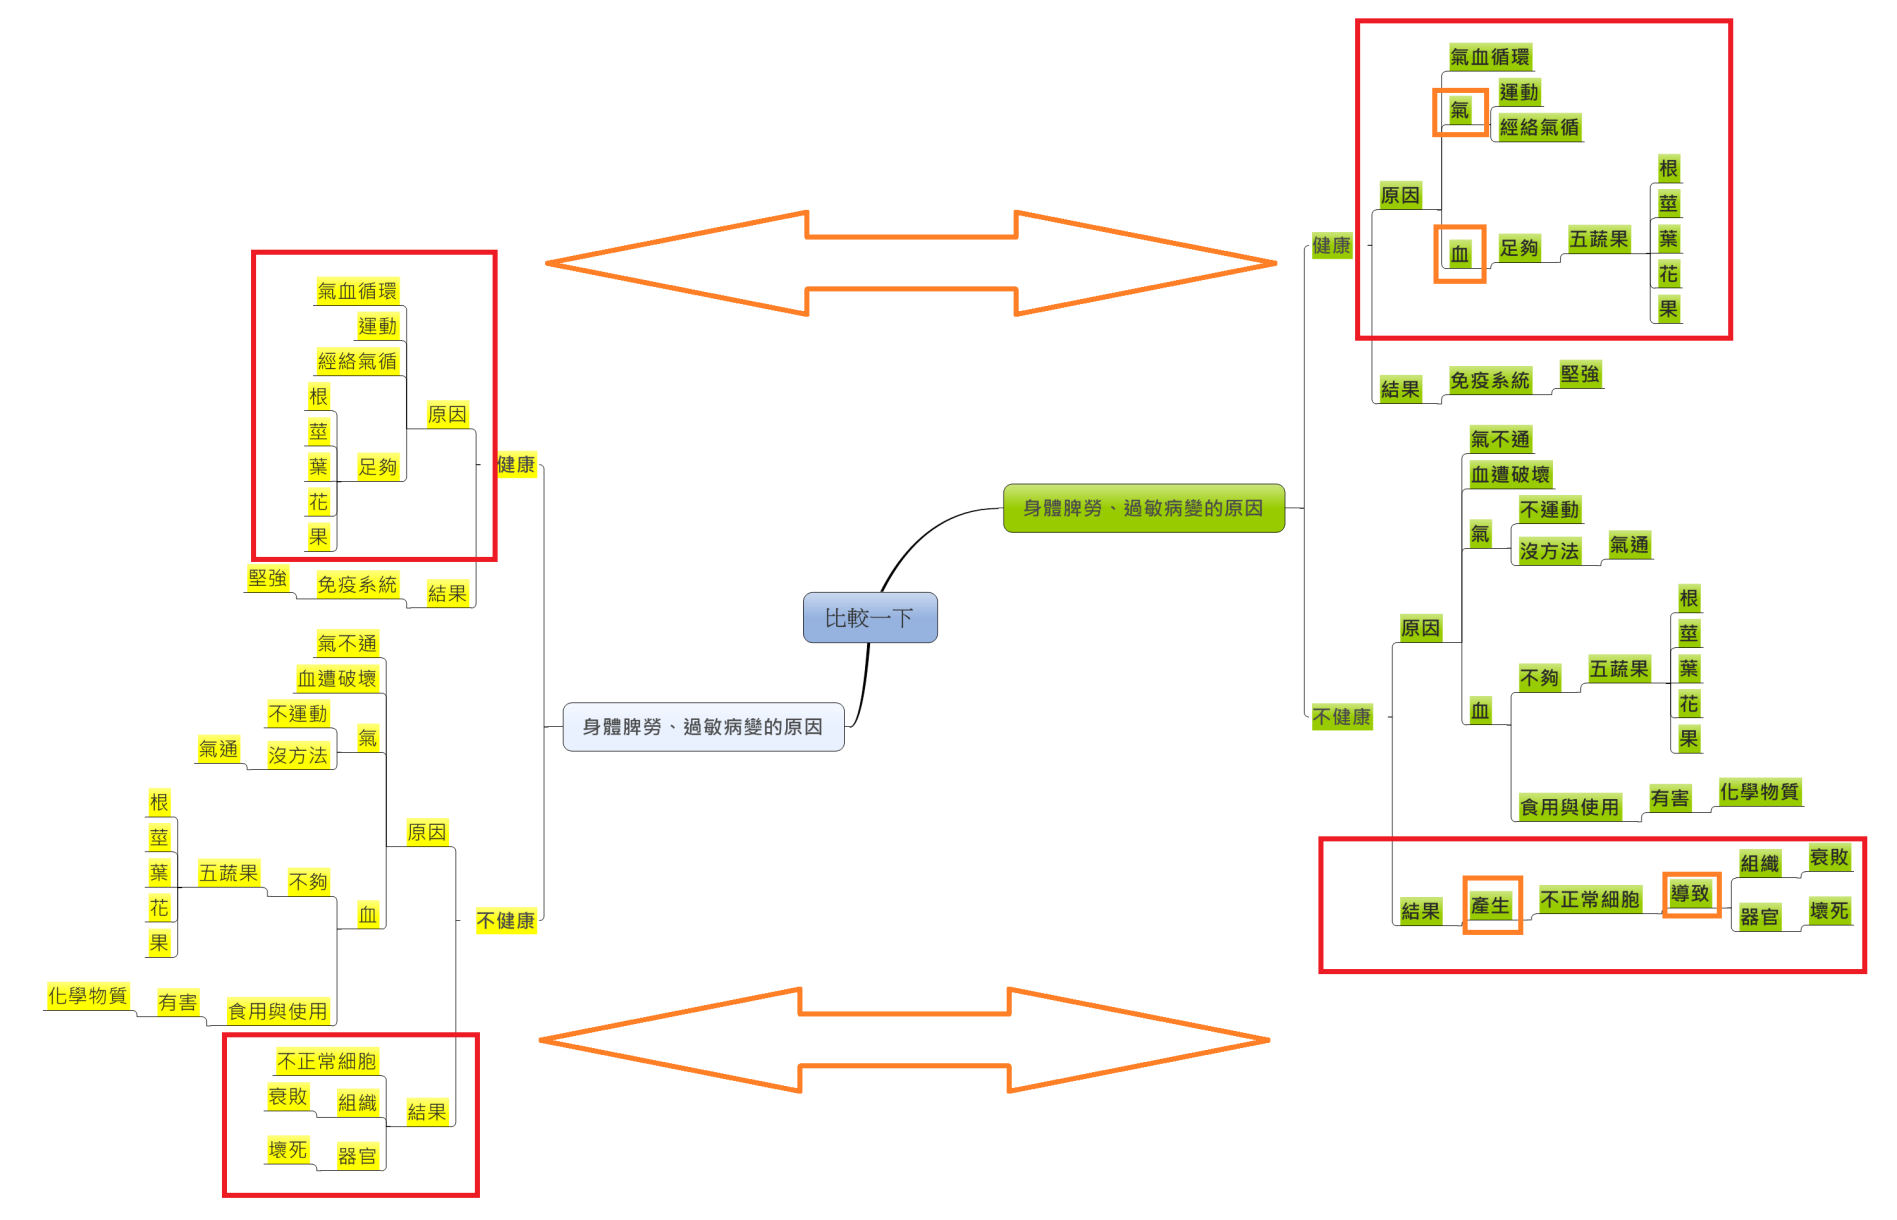 比較一下
身體脾勞、過敏病變的原因
健康
原因
氣血循環
氣
運動
經絡氣循
血
足夠
五蔬果
根
莖
葉
花
果
結果
免疫系統
堅強
不健康
原因
氣不通
血遭破壞
氣
不運動
沒方法
氣通
血
不夠
五蔬果
根
莖
葉
花
果
食用與使用
有害
化學物質
結果
產生
不正常細胞
導致
組織
衰敗
器官
壞死
身體脾勞、過敏病變的原因
健康
原因
氣血循環
運動
經絡氣循
足夠
根
莖
葉
花
果
結果
免疫系統
堅強
不健康
原因
氣不通
血遭破壞
氣
不運動
沒方法
氣通
血
不夠
五蔬果
根
莖
葉
花
果
食用與使用
有害
化學物質
結果
不正常細胞
組織
衰敗
器官
壞死